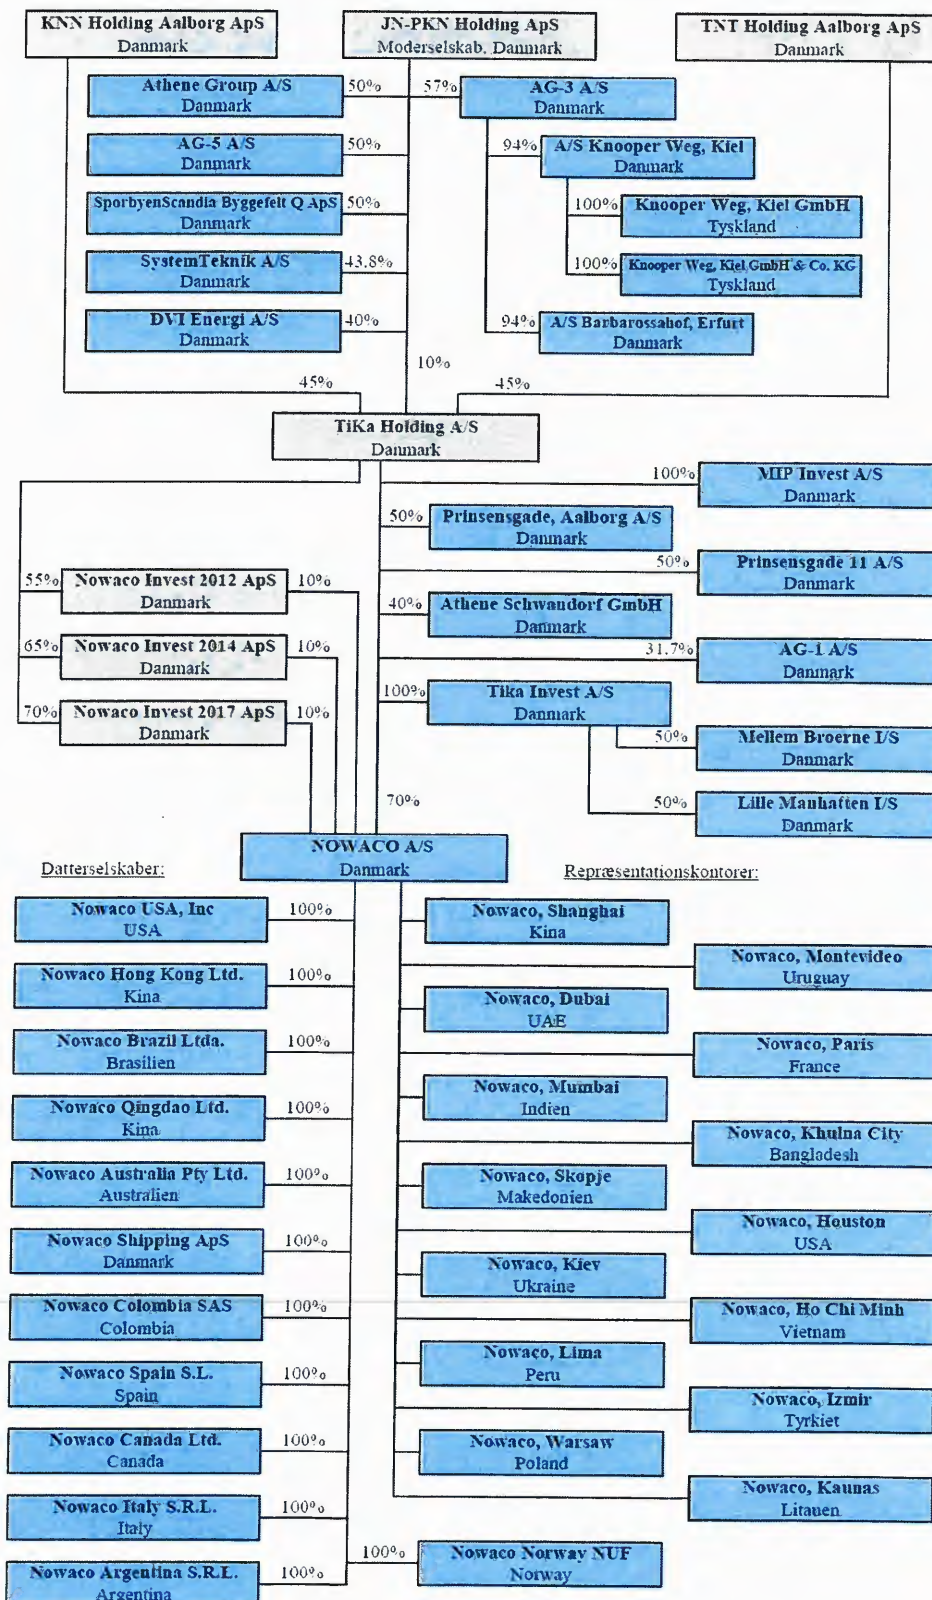 KNN Holding Aalborg ApS
Danmark
JN-PKN Holding ApS
Moderselskab. Danmark
TNT Holding Aalborg ApS
Danmark
Athene Group A/S
Danmark
50%
57%
AG-3 A/S
Danmark
AG-5 A/S
Danmark
50%
94%
A/S Knooper Weg, Kiel
Danmark
SporbyenScandia Byggefelt Q ApS
Danmark
50%
100%
Knooper Weg, Kiel GmbH
Tyskland
SystemTeknik A/S
Danmark
43.8%
100%
Knooper Weg, Kiel GmbH & Co. KG
Tyskland
DVI Energi A/S
Danmark
40%
94%
A/S Barbarossahof, Erfurt
Danmark
10%
45%
45%
TiKa Holding A/S
Danmark
100%
MIP Invest A/S
Danmark
50%
Prinsensgade, Aalborg A/S
Danmark
50%
Prinsensgade 11 A/S
Danmark
55%
Nowaco Invest 2012 ApS
Danmark
10%
40%
Athene Schwandorf GmbH
Danmark
65%
Nowaco Invest 2014 ApS
Danmark
10%
31.7%
AG-1 A/S
Danmark
70%
Nowaco Invest 2017 ApS
Danmark
10%
100%
Tika Invest A/S
Danmark
50%
Mellem Broerne I/S
Danmark
70%
50%
Lille Manhatten I/S
Danmark
NOWACO A/S
Danmark
Datterselskaber:
Repræsentationskontorer:
Nowaco USA, Inc
USA
100%
Nowaco, Shanghai
Kina
Nowaco, Montevideo
Uruguay
Nowaco Hong Kong Ltd.
Kina
100%
Nowaco, Dubai
UAE
Nowaco Brazil Ltda.
Brasilien
100%
Nowaco, Paris
France
Nowaco Qingdao Ltd.
Kina
100%
Nowaco, Mumbai
Indien
Nowaco, Khulna City
Bangladesh
Nowaco Australia Pty Ltd.
Australien
100%
Nowaco, Skopje
Makedonien
Nowaco Shipping ApS
Danmark
100%
Nowaco, Houston
USA
Nowaco, Kiev
Ukraine
Nowaco Colombia SAS
Colombia
100%
Nowaco, Ho Chi Minh
Vietnam
Nowaco Spain S.L.
Spain
100%
Nowaco, Lima
Peru
Nowaco, Izmir
Tyrkiet
Nowaco Canada Ltd.
Canada
100%
Nowaco, Warsaw
Poland
Nowaco, Kaunas
Litauen
Nowaco Italy S.R.L.
Italy
100%
100%
Nowaco Norway NUF
Norway
Nowaco Argentina S.R.L.
Argentina
100%